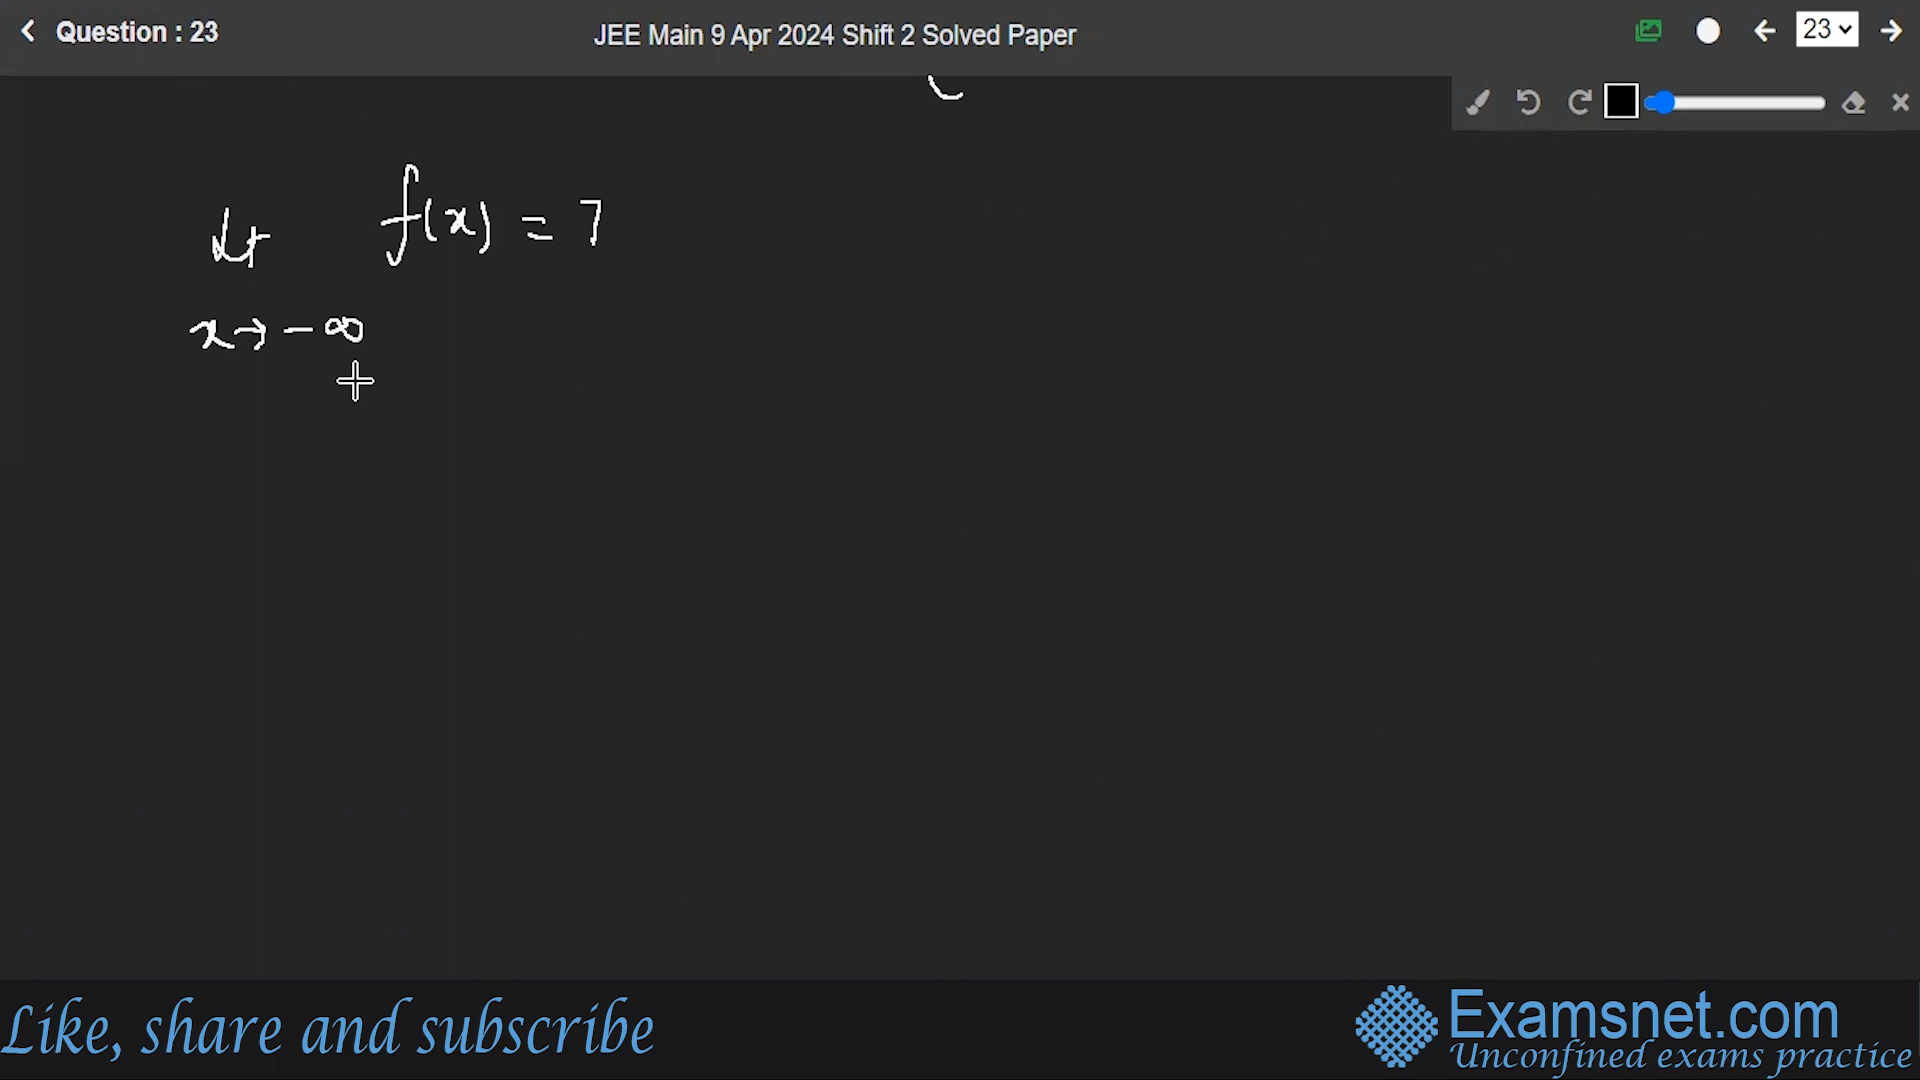 Question : 23
JEE Main 9 Apr 2024 Shift 2 Solved Paper
23
Lt f(x) = 7
x→ -∞
Like, share and subscribe
Examsnet.com
Unconfined exams practice